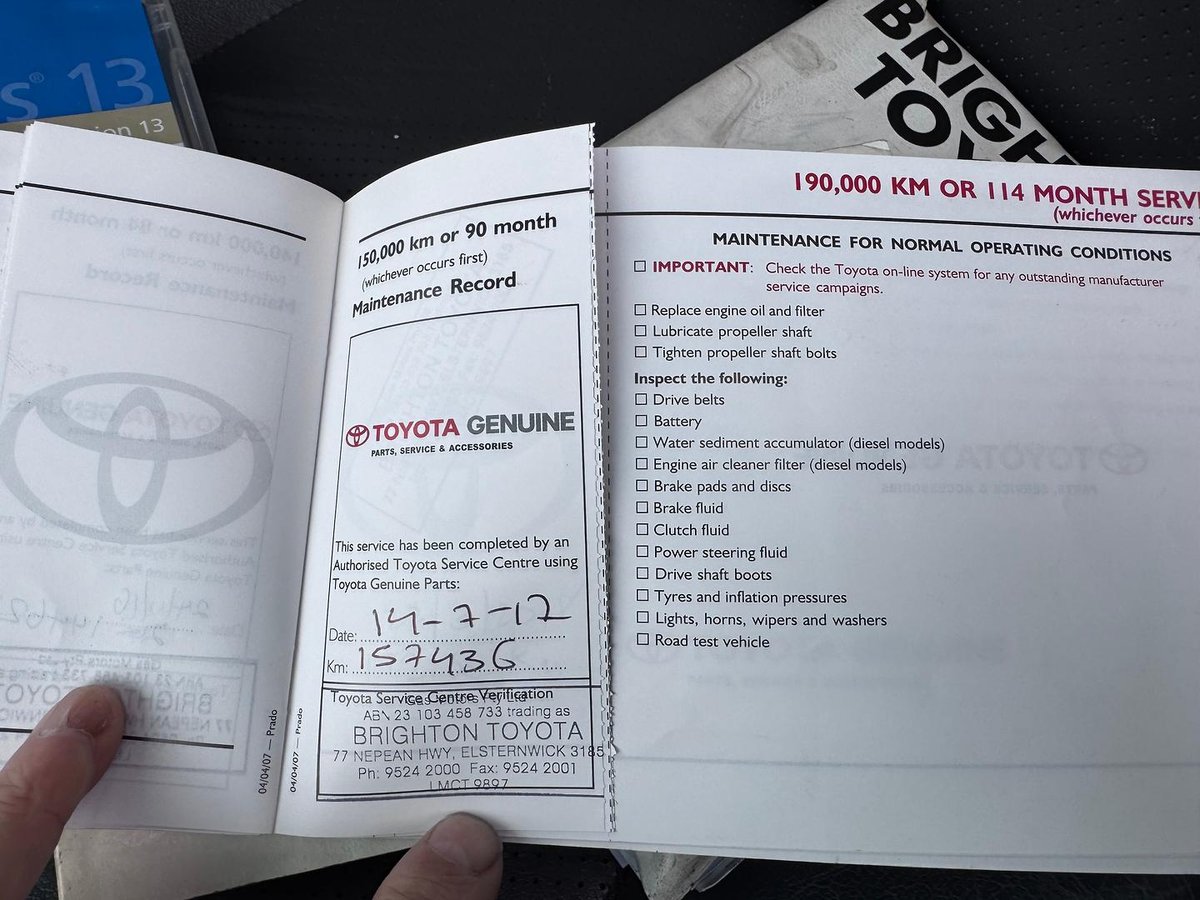 s® 13
ion 13
BRIGH
TOY
150,000 km or 90 month
(whichever occurs first)
Maintenance Record
TOYOTA GENUINE
PARTS, SERVICE & ACCESSORIES
This service has been completed by an
Authorised Toyota Service Centre using
Toyota Genuine Parts:
Date: 14-7-12
Km: 157436
Toyota Service Centre Verification
ABN 23 103 458 733 trading as
BRIGHTON TOYOTA
77 NEPEAN HWY, ELSTERNWICK 3185
Ph: 9524 2000 Fax: 9524 2001
LMCT 9897
04/04/07 — Prado
04/04/07 — Prado
190,000 KM OR 114 MONTH SERVI
(whichever occurs
MAINTENANCE FOR NORMAL OPERATING CONDITIONS
☐ IMPORTANT: Check the Toyota on-line system for any outstanding manufacturer
service campaigns.
☐ Replace engine oil and filter
☐ Lubricate propeller shaft
☐ Tighten propeller shaft bolts
Inspect the following:
☐ Drive belts
☐ Battery
☐ Water sediment accumulator (diesel models)
☐ Engine air cleaner filter (diesel models)
☐ Brake pads and discs
☐ Brake fluid
☐ Clutch fluid
☐ Power steering fluid
☐ Drive shaft boots
☐ Tyres and inflation pressures
☐ Lights, horns, wipers and washers
☐ Road test vehicle